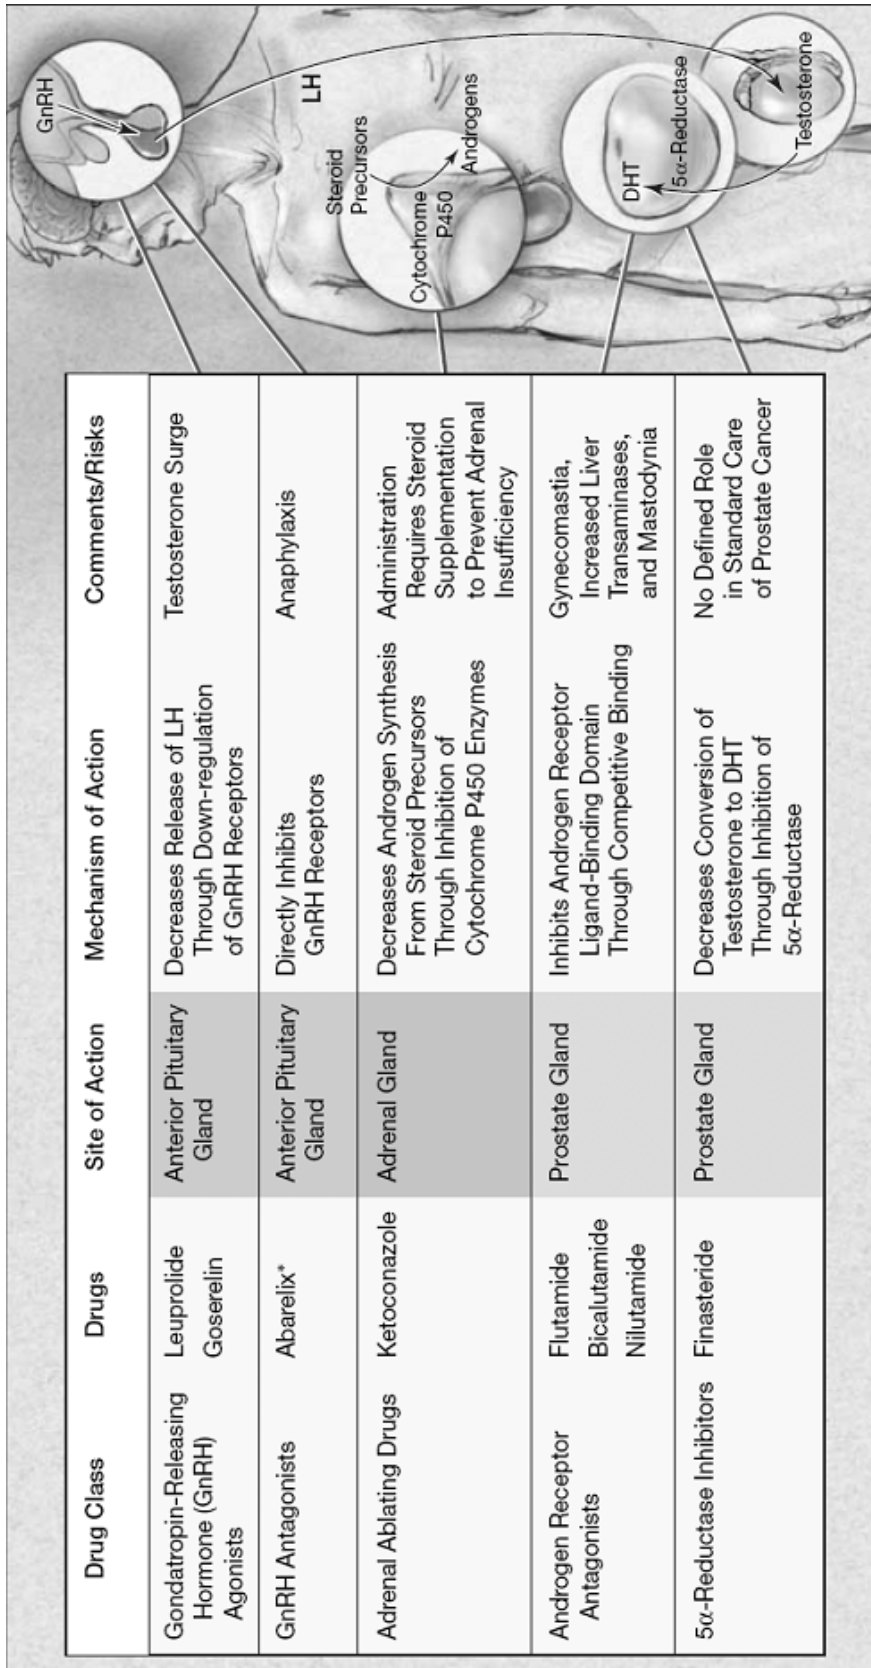 Drug Class
Drugs
Site of Action
Mechanism of Action
Comments/Risks
Gondatropin-Releasing
Hormone (GnRH)
Agonists
Leuprolide
Goserelin
Anterior Pituitary
Gland
Decreases Release of LH
Through Down-regulation
of GnRH Receptors
Testosterone Surge
GnRH Antagonists
Abarelix*
Anterior Pituitary
Gland
Directly Inhibits
GnRH Receptors
Anaphylaxis
Adrenal Ablating Drugs
Ketoconazole
Adrenal Gland
Decreases Androgen Synthesis
From Steroid Precursors
Through Inhibition of
Cytochrome P450 Enzymes
Administration
Requires Steroid
Supplementation
to Prevent Adrenal
Insufficiency
Androgen Receptor
Antagonists
Flutamide
Bicalutamide
Nilutamide
Prostate Gland
Inhibits Androgen Receptor
Ligand-Binding Domain
Through Competitive Binding
Gynecomastia,
Increased Liver
Transaminases,
and Mastodynia
5α-Reductase Inhibitors
Finasteride
Prostate Gland
Decreases Conversion of
Testosterone to DHT
Through Inhibition of
5α-Reductase
No Defined Role
in Standard Care
of Prostate Cancer
GnRH
LH
Steroid
Precursors
Cytochrome
P450
Androgens
DHT
5α-Reductase
Testosterone